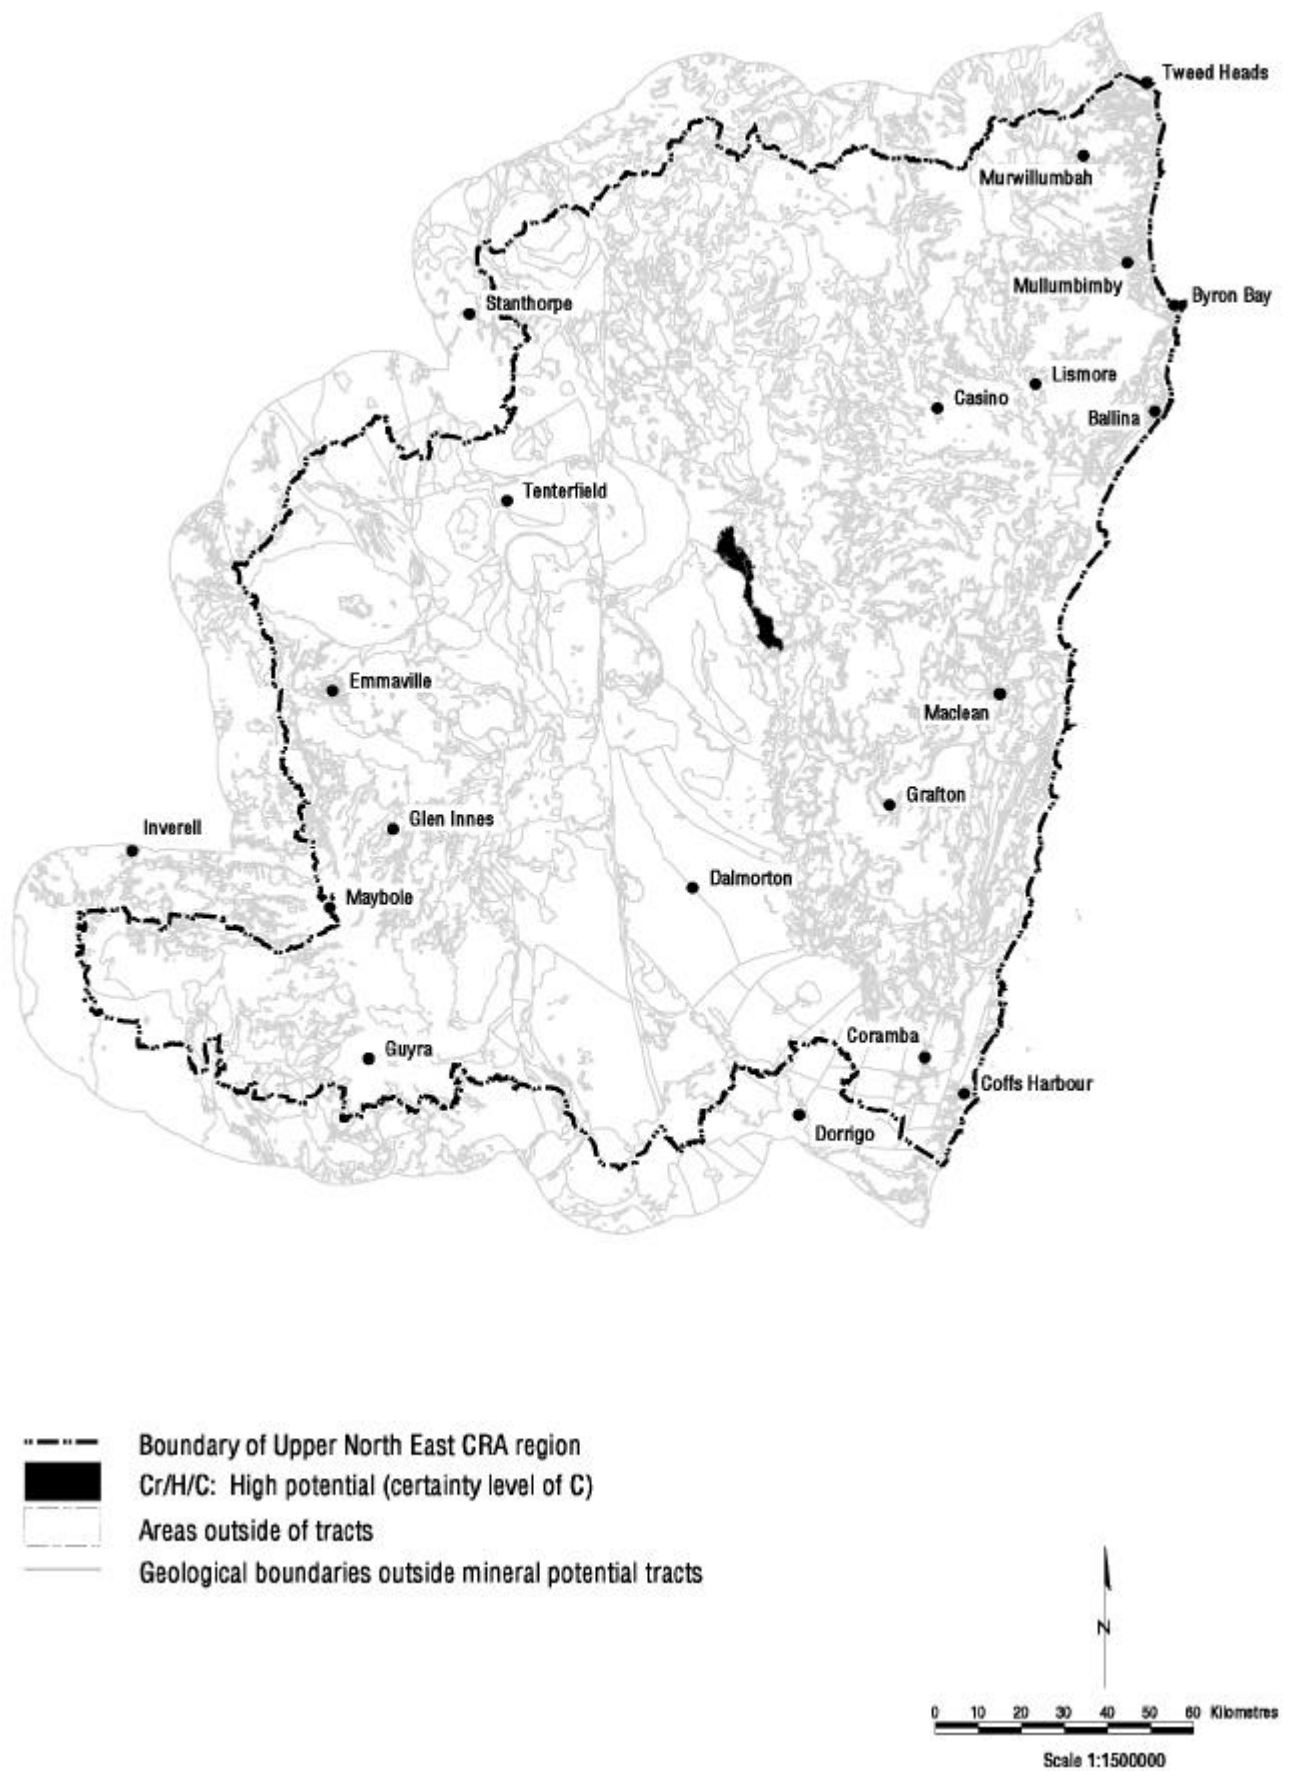 Tweed Heads
Murwillumbah
Mullumbimby
Byron Bay
Stanthorpe
Lismore
Casino
Ballina
Tenterfield
Emmaville
Maclean
Grafton
Glen Innes
Inverell
Dalmorton
Maybole
Coramba
Guyra
Coffs Harbour
Dorrigo
Boundary of Upper North East CRA region
Cr/H/C: High potential (certainty level of C)
Areas outside of tracts
Geological boundaries outside mineral potential tracts
N
0 10 20 30 40 50 60 Kilometres
Scale 1:1500000